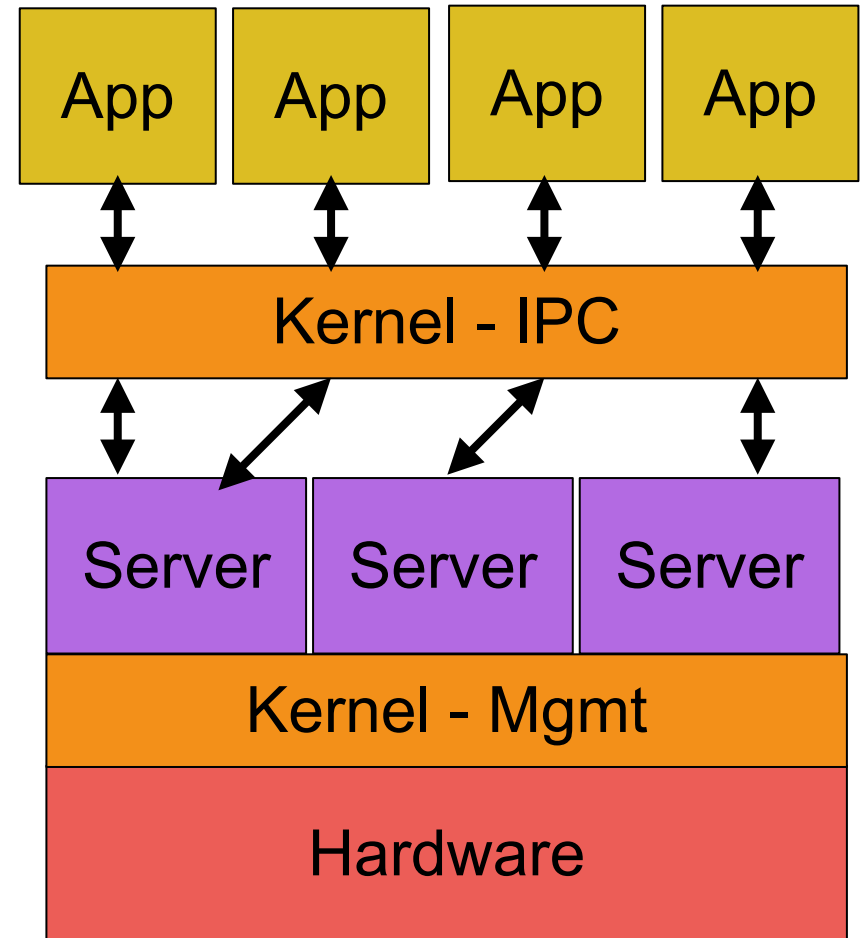 App App App App
Kernel - IPC
Server Server Server
Kernel - Mgmt
Hardware